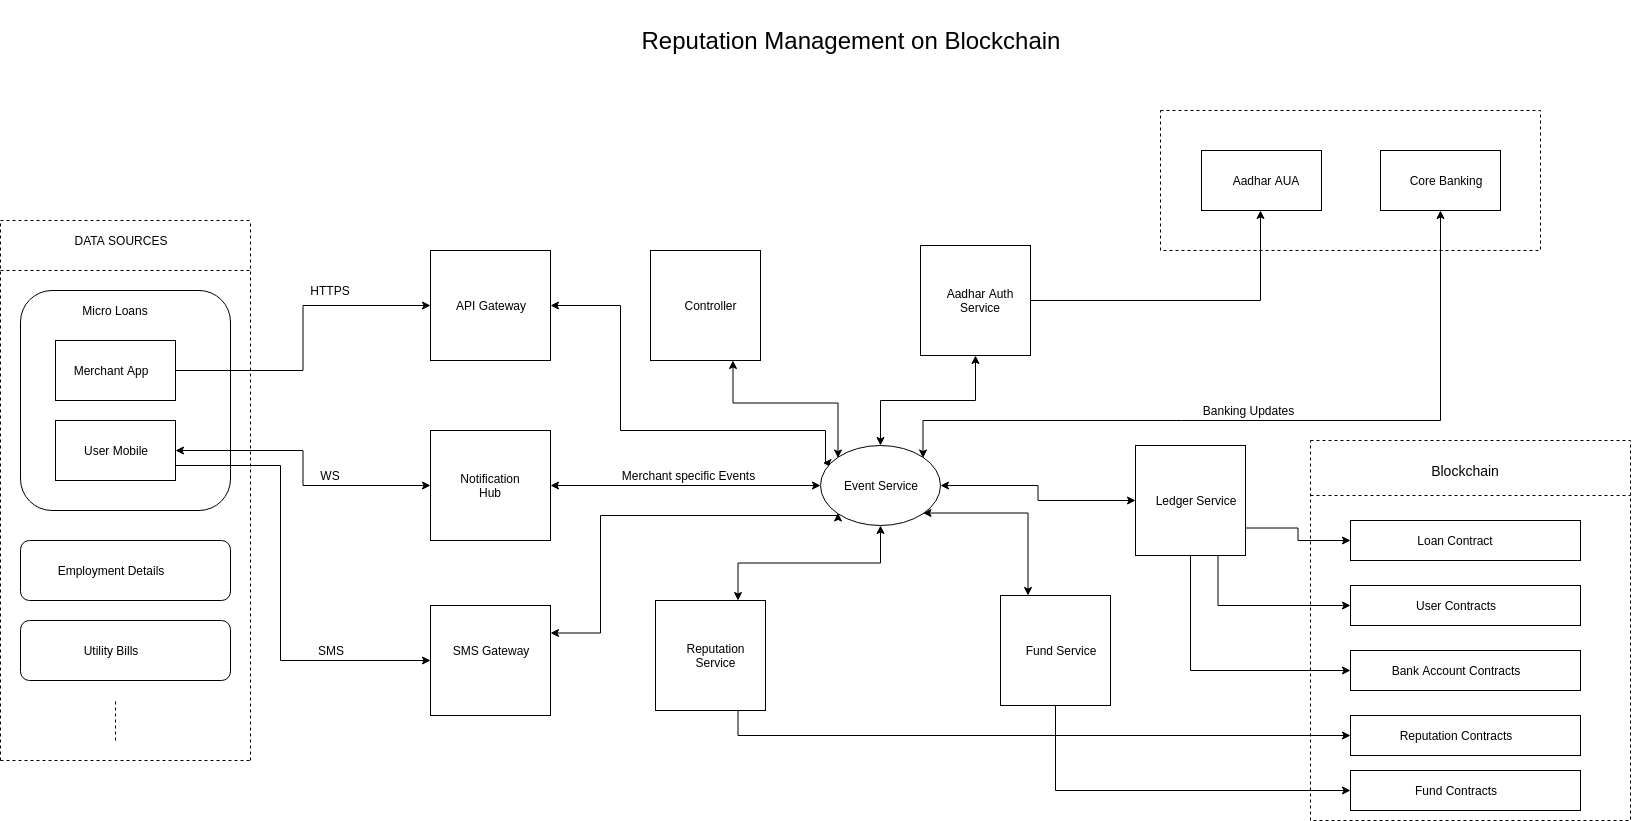 Reputation Management on Blockchain
Aadhar AUA
Core Banking
DATA SOURCES
Micro Loans
Merchant App
User Mobile
Employment Details
Utility Bills
HTTPS
WS
SMS
API Gateway
Notification
Hub
SMS Gateway
Controller
Aadhar Auth
Service
Banking Updates
Merchant specific Events
Event Service
Reputation
Service
Fund Service
Ledger Service
Blockchain
Loan Contract
User Contracts
Bank Account Contracts
Reputation Contracts
Fund Contracts